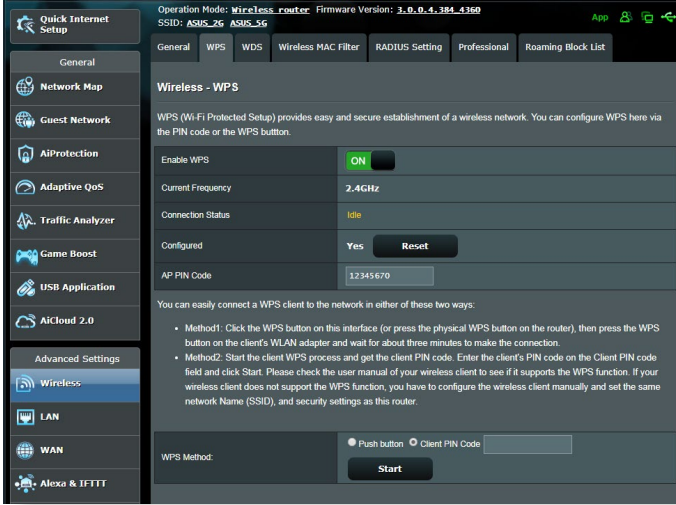 Quick Internet
Setup
Operation Mode: Wireless router Firmware Version: 3.0.0.4.384_4360
SSID: ASUS_2G ASUS_5G
App
General WPS WDS Wireless MAC Filter RADIUS Setting Professional Roaming Block List
General
Network Map
Guest Network
AiProtection
Adaptive QoS
Traffic Analyzer
Game Boost
USB Application
AiCloud 2.0
Advanced Settings
Wireless
LAN
WAN
Alexa & IFTTT
Wireless - WPS
WPS (Wi-Fi Protected Setup) provides easy and secure establishment of a wireless network. You can configure WPS here via
the PIN code or the WPS buttton.
Enable WPS ON
Current Frequency 2.4GHz
Connection Status Idle
Configured Yes Reset
AP PIN Code 12345670
You can easily connect a WPS client to the network in either of these two ways:
• Method1: Click the WPS button on this interface (or press the physical WPS button on the router), then press the WPS
button on the client's WLAN adapter and wait for about three minutes to make the connection.
• Method2: Start the client WPS process and get the client PIN code. Enter the client's PIN code on the Client PIN code
field and click Start. Please check the user manual of your wireless client to see if it supports the WPS function. If your
wireless client does not support the WPS function, you have to configure the wireless client manually and set the same
network Name (SSID), and security settings as this router.
WPS Method: Push button Client PIN Code
Start